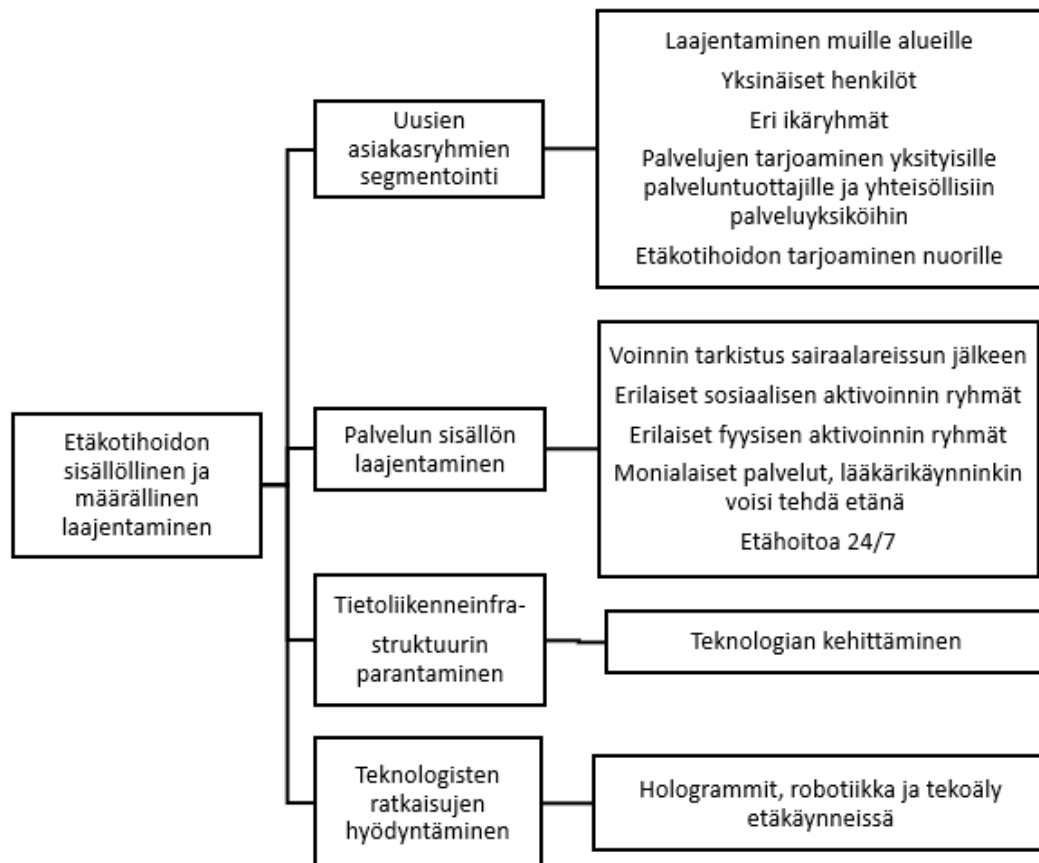 Etäkotihoidon
sisällöllinen ja
määrällinen
laajentaminen
Uusien
asiakasryhmien
segmentointi
Laajentaminen muille alueille
Yksinäiset henkilöt
Eri ikäryhmät
Palvelujen tarjoaminen yksityisille
palveluntuottajille ja yhteisöllisiin
palveluyksiköihin
Etäkotihoidon tarjoaminen nuorille
Palvelun sisällön
laajentaminen
Voinnin tarkistus sairaalareissun jälkeen
Erilaiset sosiaalisen aktivoinnin ryhmät
Erilaiset fyysisen aktivoinnin ryhmät
Monialaiset palvelut, lääkärikäynninkin
voisi tehdä etänä
Etähoitoa 24/7
Tietoliikenneinfra-
struktuurin
parantaminen
Teknologian kehittäminen
Teknologisten
ratkaisujen
hyödyntäminen
Hologrammit, robotiikka ja tekoäly
etäkäynneissä